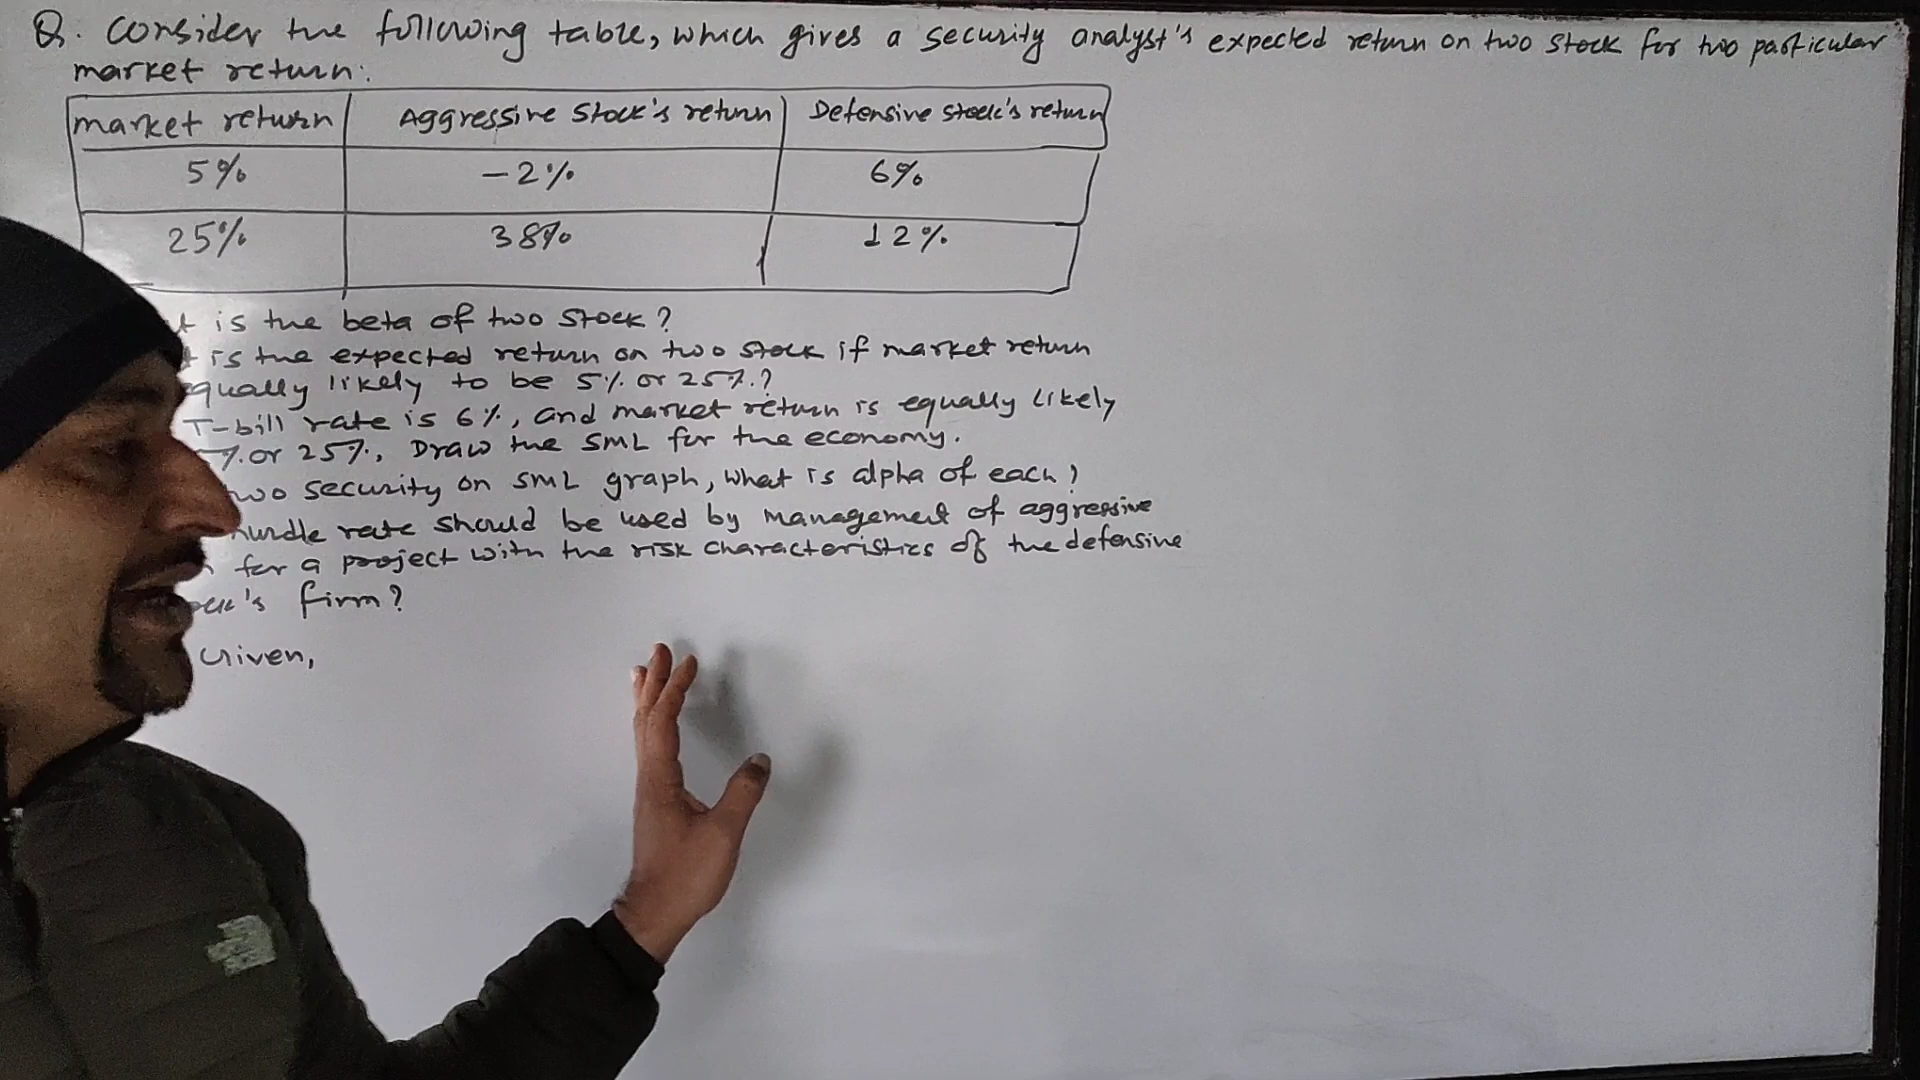 Q. Consider the following table, which gives a security analyst's expected return on two stock for two particular
market return:
market return Aggressive stock's return Defensive stock's return
5% -2% 6%
25% 38% 12%
is the beta of two stock?
is the expected return on two stock if market return
equally likely to be 5% or 25%?
T-bill rate is 6%, and market return is equally likely
or 25%, Draw the SML for the economy.
two security on SML graph, what is alpha of each?
hurdle rate should be used by management of aggressive
for a project with the risk characteristics of the defensive
firm?
Given,